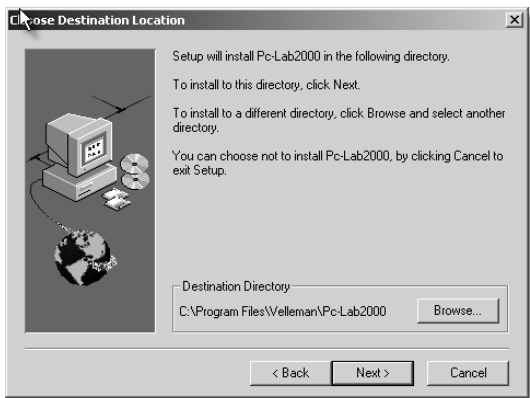 Choose Destination Location
Setup will install Pc-Lab2000 in the following directory.
To install to this directory, click Next.
To install to a different directory, click Browse and select another
directory.
You can choose not to install Pc-Lab2000, by clicking Cancel to
exit Setup.
Destination Directory
C:\Program Files\Velleman\Pc-Lab2000
Browse...
< Back
Next >
Cancel